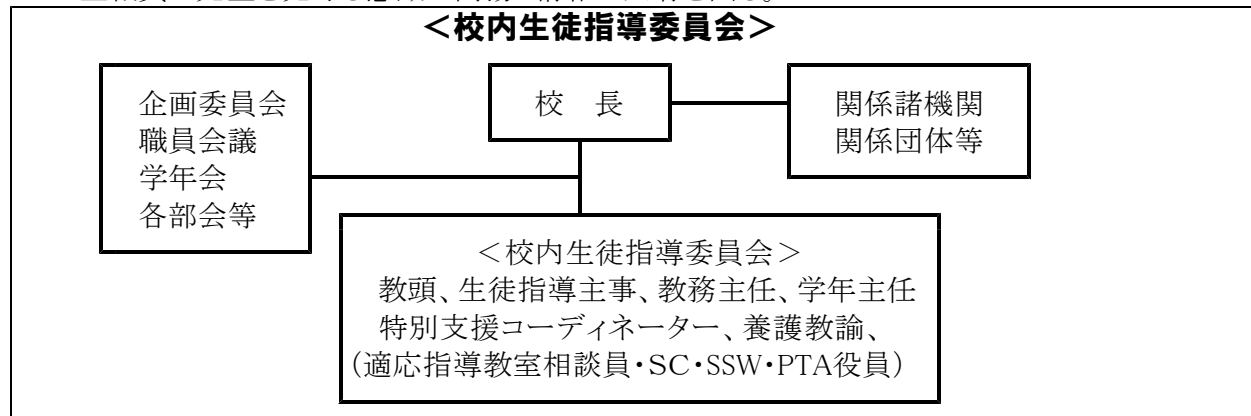 <校内生徒指導委員会>
企画委員会
職員会議
学年会
各部会等
校 長
関係諸機関
関係団体等
<校内生徒指導委員会>
教頭、生徒指導主事、教務主任、学年主任
特別支援コーディネーター、養護教諭、
(適応指導教室相談員・SC・SSW・PTA役員)